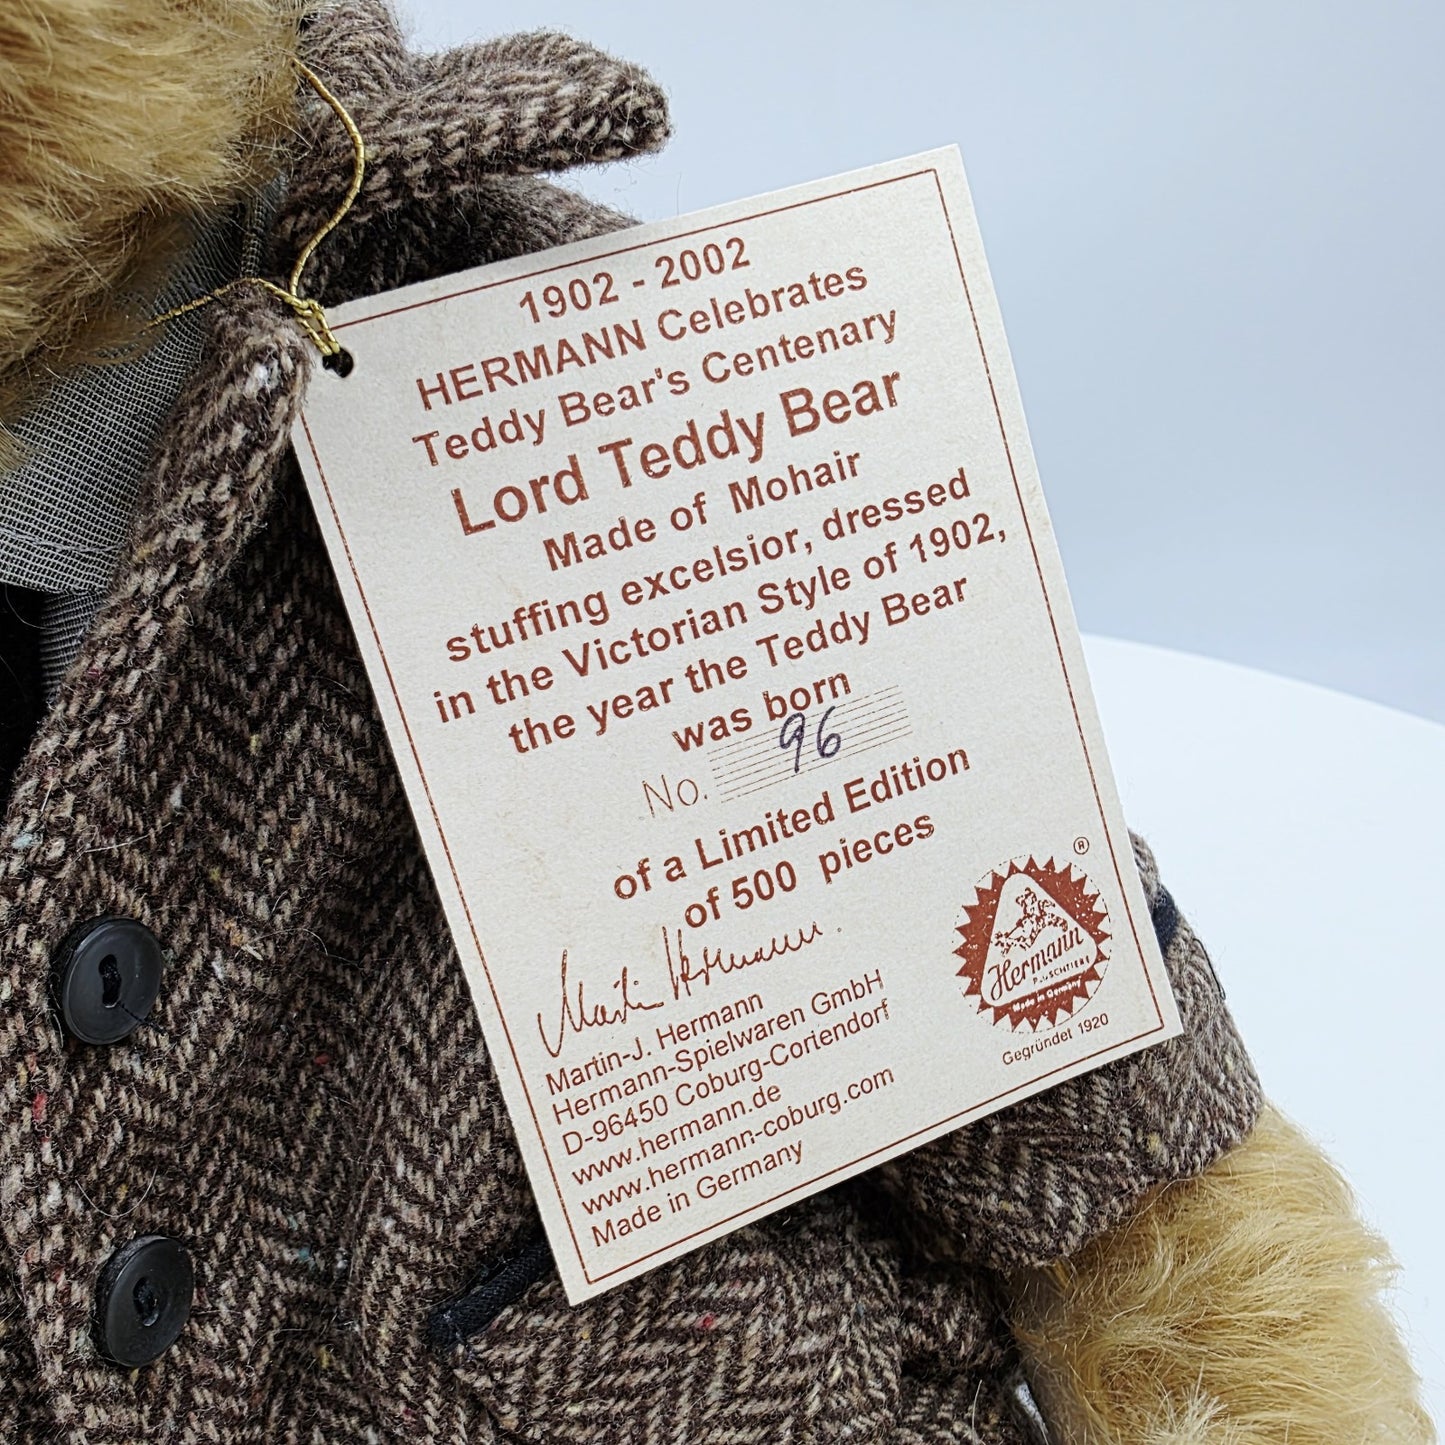 1902 - 2002
HERMANN Celebrates
Teddy Bear's Centenary
Lord Teddy Bear
Made of Mohair
stuffing excelsior, dressed
in the Victorian Style of 1902,
the year the Teddy Bear
was born
No. 96
of a Limited Edition
of 500 pieces
Martin Hermann.
Martin-J. Hermann
Hermann-Spielwaren GmbH
D-96450 Coburg-Cortendorf
www.hermann.de
www.hermann-coburg.com
Made in Germany
®
Hermann
PLÜSCHTIERE
Made in Germany
Gegründet 1920